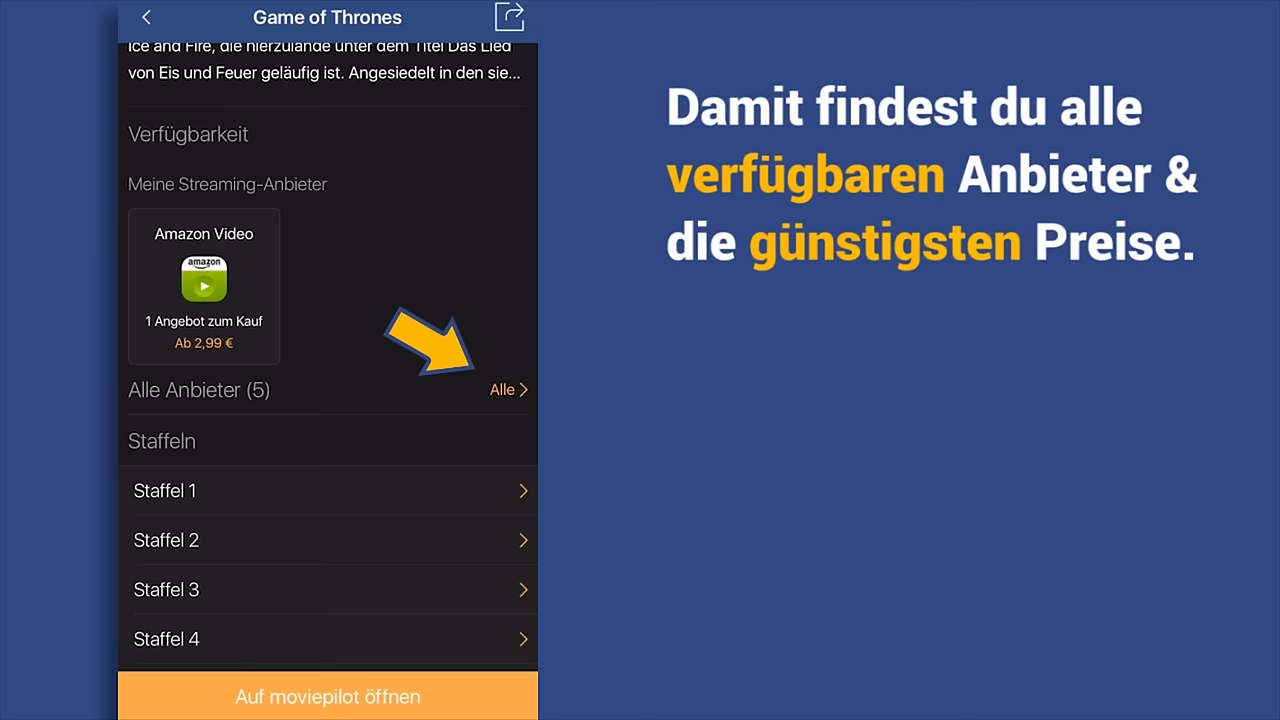 Game of Thrones
Ice and Fire, die hierzulande unter dem Titel Das Lied
von Eis und Feuer geläufig ist. Angesiedelt in den sie...
Verfügbarkeit
Meine Streaming-Anbieter
Amazon Video
amazon
1 Angebot zum Kauf
Ab 2,99 €
Alle Anbieter (5)
Alle
Staffeln
Staffel 1
Staffel 2
Staffel 3
Staffel 4
Auf moviepilot öffnen
Damit findest du alle
verfügbaren Anbieter &
die günstigsten Preise.